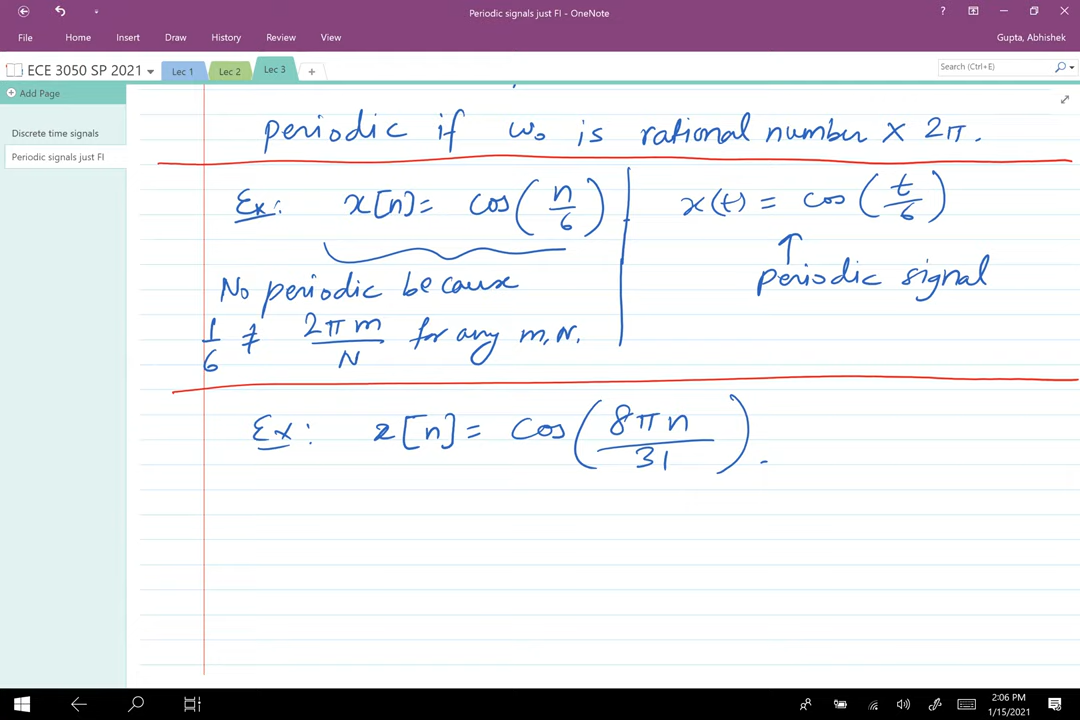 Periodic signals just FI - OneNote
?
File Home Insert Draw History Review View
Gupta, Abhishek
ECE 3050 SP 2021 Lec 1 Lec 2 Lec 3 +
Search (Ctrl+E)
Add Page
Discrete time signals
Periodic signals just FI
periodic if ω₀ is rational number × 2π.
Ex: x[n] = cos(n/6)
x(t) = cos(t/6)
↑
periodic signal
No periodic because
1/6 ≠ 2πm/N for any m, N.
Ex: x[n] = cos(8πn/31).
2:06 PM
1/15/2021